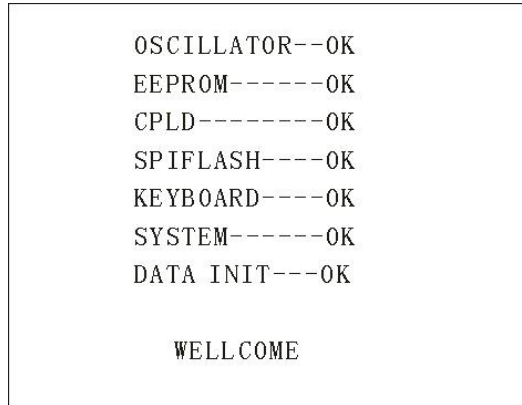 OSCILLATOR--OK
EEPROM------OK
CPLD--------OK
SPIFLASH----OK
KEYBOARD----OK
SYSTEM------OK
DATA INIT---OK
WELLCOME